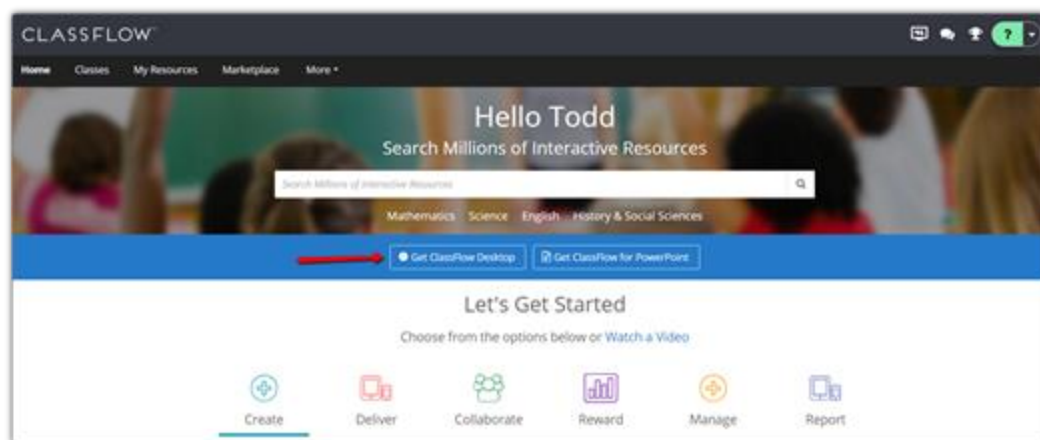 CLASSFLOW
?
Home Classes My Resources Marketplace More
Hello Todd
Search Millions of Interactive Resources
Search Millions of Interactive Resources
Mathematics Science English History & Social Sciences
Get ClassFlow Desktop Get ClassFlow for PowerPoint
Let's Get Started
Choose from the options below or Watch a Video
Create Deliver Collaborate Reward Manage Report